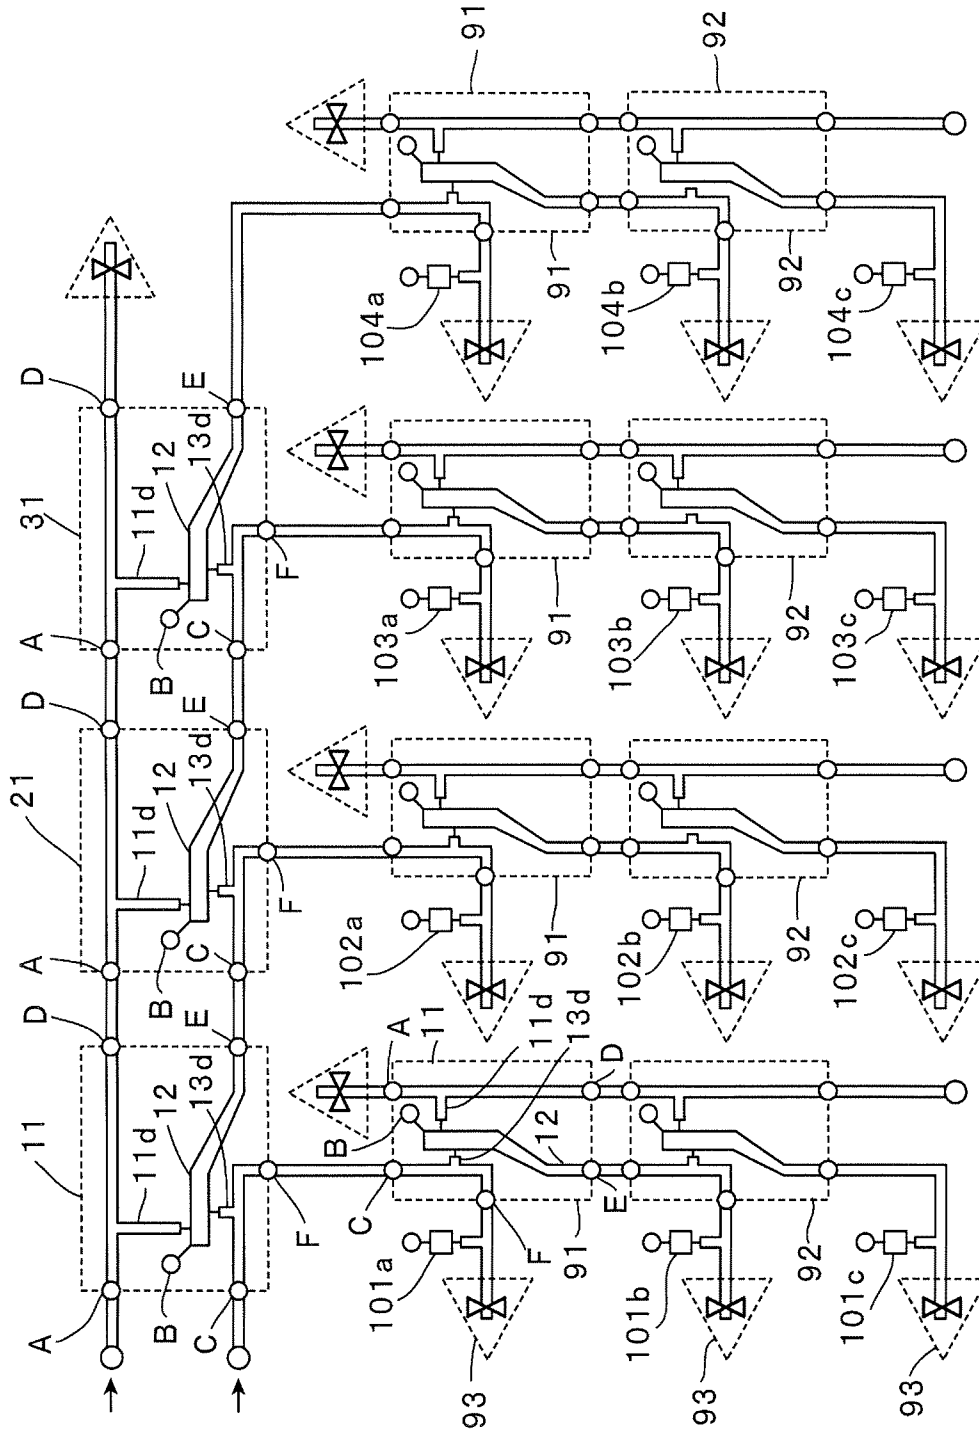 A 11 D A 21 D A 31 D
11d 11d 11d
B 12 B 12 B 12
C 13d E C 13d E C 13d E
F F F
B
C
101a 102a 103a 104a
A
11
11d
93 91
F
13d
12
91 91 91 91
E D
101b 102b 103b 104b
93 92
92 92 92 92
101c 102c 103c 104c
93